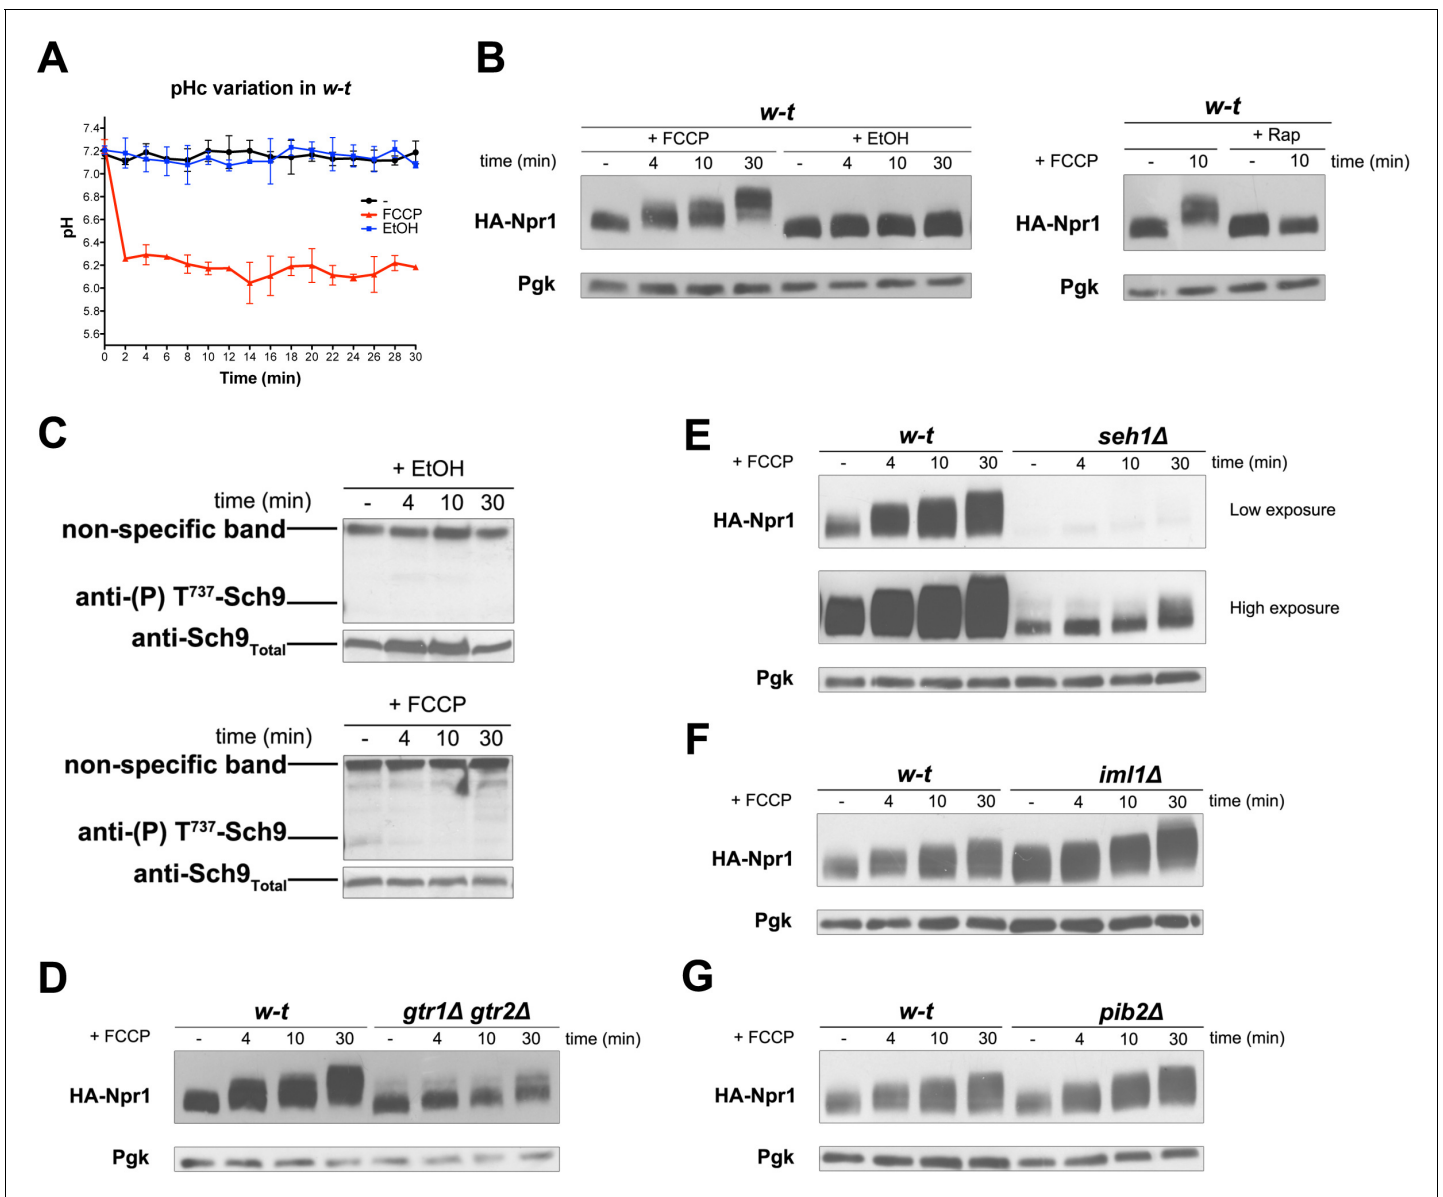 A
pHc variation in w-t
7.4
7.2
7.0
6.8
6.6
6.4
6.2
6.0
5.8
5.6
pH
-
FCCP
EtOH
0 2 4 6 8 10 12 14 16 18 20 22 24 26 28 30
Time (min)
B
w-t
+ FCCP + EtOH
time (min) - 4 10 30 - 4 10 30
HA-Npr1
Pgk
w-t
+ Rap
+ FCCP - 10 - 10 time (min)
HA-Npr1
Pgk
C
+ EtOH
time (min) - 4 10 30
non-specific band
anti-(P) T737-Sch9
anti-Sch9Total
+ FCCP
time (min) - 4 10 30
non-specific band
anti-(P) T737-Sch9
anti-Sch9Total
D
w-t gtr1Δ gtr2Δ
+ FCCP - 4 10 30 - 4 10 30 time (min)
HA-Npr1
Pgk
E
w-t seh1Δ
+ FCCP - 4 10 30 - 4 10 30 time (min)
HA-Npr1 Low exposure
High exposure
Pgk
F
w-t iml1Δ
+ FCCP - 4 10 30 - 4 10 30 time (min)
HA-Npr1
Pgk
G
w-t pib2Δ
+ FCCP - 4 10 30 - 4 10 30 time (min)
HA-Npr1
Pgk